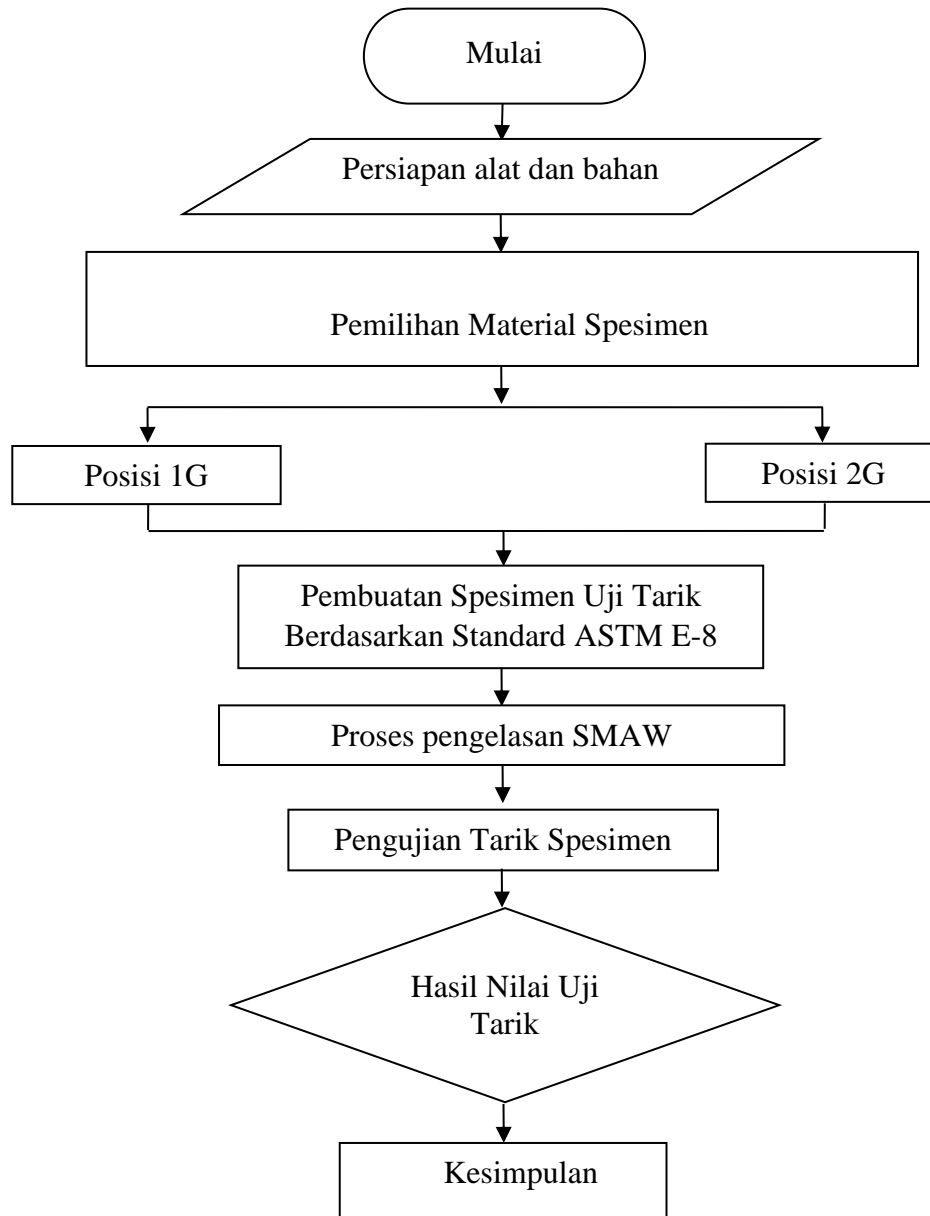 Mulai
Persiapan alat dan bahan
Pemilihan Material Spesimen
Posisi 1G
Posisi 2G
Pembuatan Spesimen Uji Tarik
Berdasarkan Standard ASTM E-8
Proses pengelasan SMAW
Pengujian Tarik Spesimen
Hasil Nilai Uji
Tarik
Kesimpulan